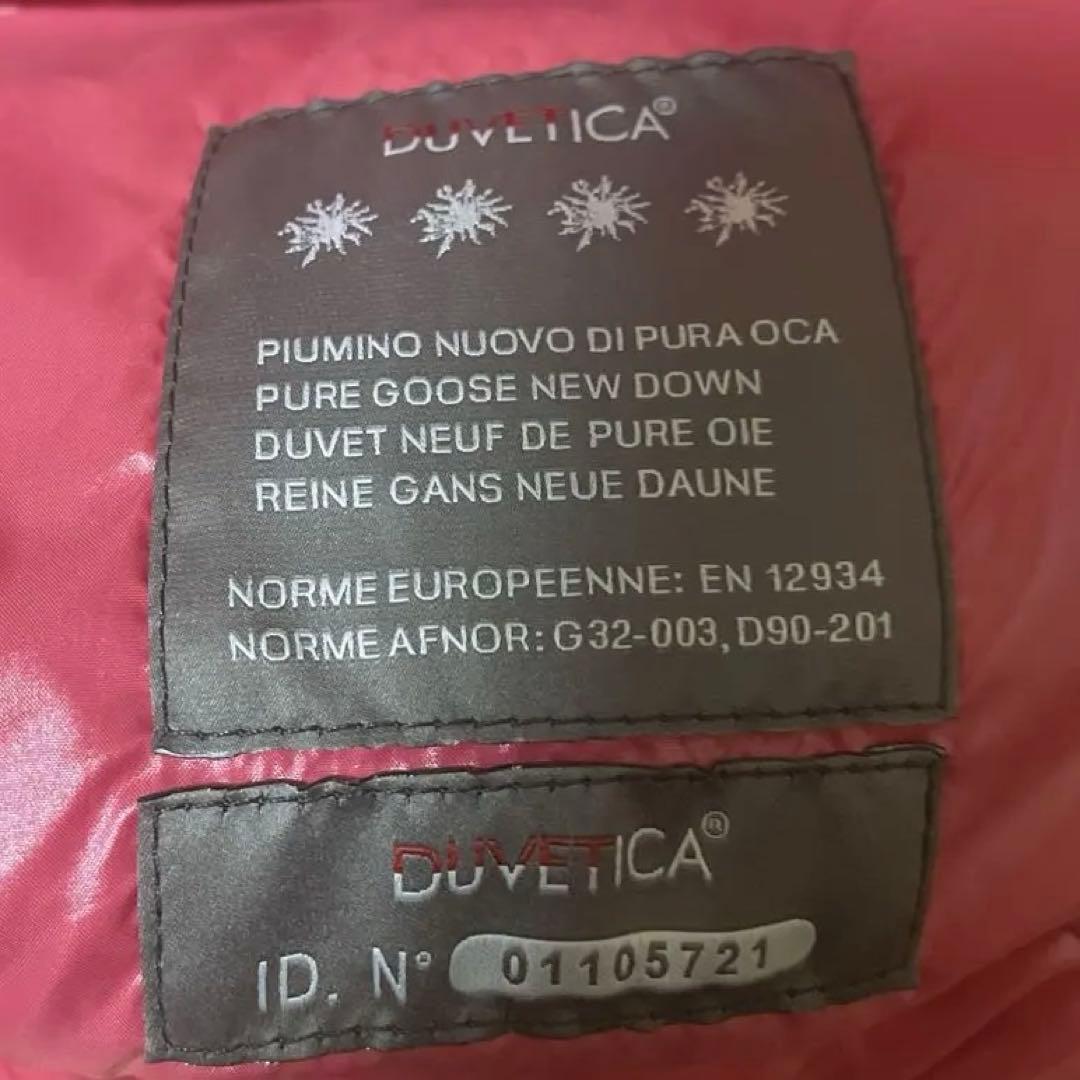 DUVETICA®
PIUMINO NUOVO DI PURA OCA
PURE GOOSE NEW DOWN
DUVET NEUF DE PURE OIE
REINE GANS NEUE DAUNE
NORME EUROPEENNE: EN 12934
NORME AFNOR: G32-003, D90-201
DUVETICA®
ID. N° 01105721